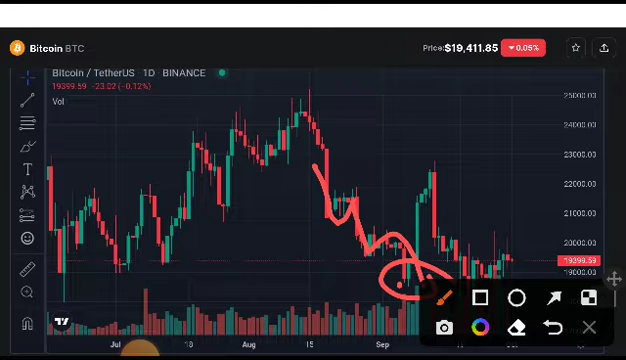 Bitcoin BTC
Price: $19,411.85 ▼ 0.05%
Bitcoin / TetherUS 1D BINANCE
19399.59 -23.02 (-0.12%)
Vol
25000.00
24000.00
23000.00
22000.00
21000.00
20000.00
19399.59
19000.00
Jul 18 Aug 15 Sep